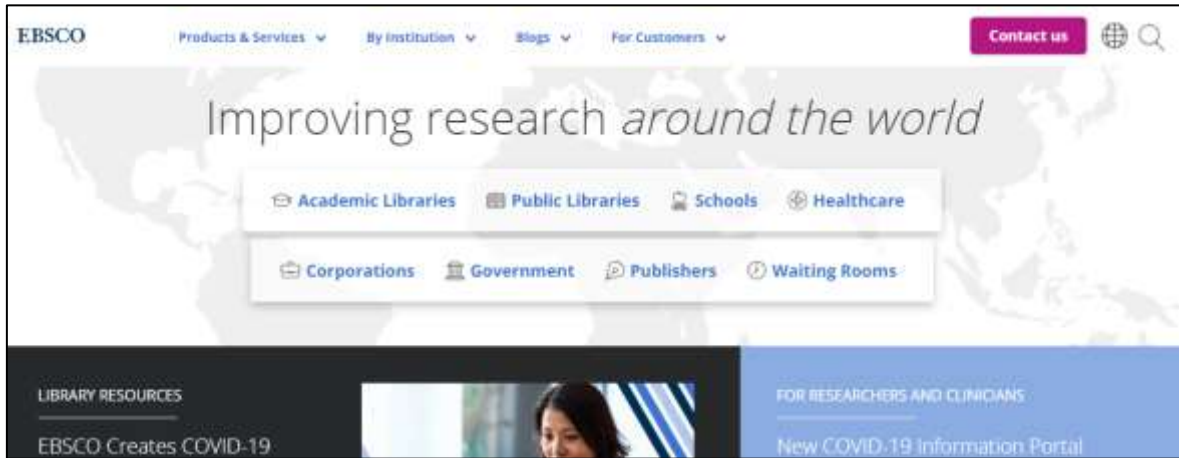 EBSCO Products & Services By Institution Blogs For Customers Contact us
Improving research around the world
Academic Libraries Public Libraries Schools Healthcare
Corporations Government Publishers Waiting Rooms
LIBRARY RESOURCES
EBSCO Creates COVID-19
FOR RESEARCHERS AND CLINICIANS
New COVID-19 Information Portal